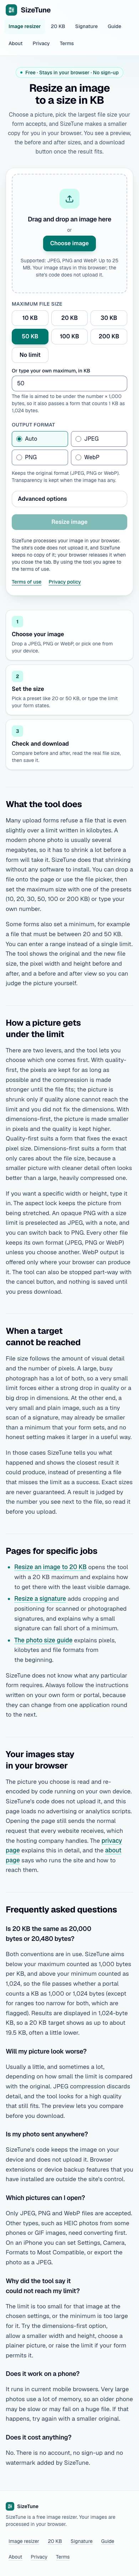 SizeTune
Image resizer 20 KB Signature Guide
About Privacy Terms
Free · Stays in your browser · No sign-up
Resize an image
to a size in KB
Choose a picture, pick the largest file size your
form accepts, and SizeTune makes a smaller
copy for you in your browser. You see a preview,
the before and after sizes, and a download
button once the result fits.
Drag and drop an image here
or
Choose image
Supported: JPEG, PNG and WebP. Up to 25
MB. Your image stays in this browser; the
site's code does not upload it.
MAXIMUM FILE SIZE
10 KB 20 KB 30 KB
50 KB 100 KB 200 KB
No limit
Or type your own maximum, in KB
50
The file is aimed to be under the number × 1,000
bytes, so it also passes a form that counts 1 KB as
1,024 bytes.
OUTPUT FORMAT
Auto JPEG
PNG WebP
Keeps the original format (JPEG, PNG or WebP).
Transparency is kept when the image has any.
Advanced options
Resize image
SizeTune processes your image in your browser.
The site's code does not upload it, and SizeTune
keeps no copy of it; your browser releases it when
you close the tab. By using the tool you agree to
the terms of use.
Terms of use Privacy policy
1
Choose your image
Drag a JPEG, PNG or WebP, or pick one from
your device.
2
Set the size
Pick a preset like 20 or 50 KB, or type the limit
your form states.
3
Check and download
Compare before and after, read the real file size,
then save it.
What the tool does
Many upload forms refuse a file that is even
slightly over a limit written in kilobytes. A
modern phone photo is usually several
megabytes, so it has to shrink a lot before a
form will take it. SizeTune does that shrinking
without any software to install. You choose or
drop a file on the page or use the file picker, then
pick the maximum size from the preset buttons
(10, 20, 30, 50, 100 or 200 KB) or type your
own number.
Some forms also set a minimum, for example
a file that must be between 20 and 50 KB.
You can enter a range instead of a single limit.
The tool shows the original file size next to the
new one, the pixel width and height before and
after, and a preview of the result so you can
judge the picture yourself.
How a picture gets
under the limit
There are two levers, and the tool lets you
choose which one comes first. With quality-
first, the pixels are kept for as long as
possible and the compression is made
stronger until the file fits; the picture is
made smaller only if quality alone cannot reach the
limit and you did not fix the dimensions. With
dimensions-first, the picture is made smaller
in pixels and the quality is kept higher.
Quality-first suits a form that fixes the exact
pixel size. Dimensions-first suits a form that
only cares about the file size, because a
smaller picture with mild compression often looks
better than a large, heavily compressed one.
If you want a specific width or height, type it
in. The aspect lock keeps the picture from
being stretched. An opaque PNG with a size
limit is preselected as JPEG, with a note, and
you can switch back to PNG. Every other file
keeps its own format (JPEG, PNG or WebP)
unless you choose another. WebP output is
offered only where your browser can produce
it. The tool starts work only when you press
the action button, and nothing is saved until
you press download.
When a target
cannot be reached
File size follows the amount of visual detail
and the number of pixels. A large, busy
photograph has a lot of both, so a very small
limit forces either a strong drop in quality or a
big drop in dimensions. At the other end, a
small and plain image, such as a tiny icon or
scan of a signature, may already be smaller
than the minimum that your form sets, and no
honest setting makes it larger in a useful way.
In those cases SizeTune tells you what
happened and shows the closest result it
could produce, instead of presenting a file
that misses the limit as a success. Exact sizes
are never guaranteed. A result is judged by
the number you see next to the file, so read it
before you upload.
Pages for specific jobs
Resize an image to 20 KB opens the tool
with a 20 KB maximum and explains how
to get there with the least visible damage.
Resize a signature adds cropping and
positioning for scanned or photographed
signatures, and explains why a small
signature can fall short of a minimum.
The photo size guide explains pixels,
kilobytes and file formats from
the beginning.
SizeTune does not know what any particular
form requires. Always follow the instructions
written on your own form or portal, because
they can change from one application round
to the next.
Your images stay
in your browser
The picture you choose is read and re-
encoded by code running on your own device.
SizeTune's code does not upload it, and this
site loads no advertising or analytics scripts.
Opening the page still sends the normal
request that every website receives, which
the hosting company handles. The privacy
page explains this in detail, and the about
page says who runs the site and how to
reach them.
Frequently asked questions
Is 20 KB the same as 20,000
bytes or 20,480 bytes?
Both conventions are in use. SizeTune aims
below your maximum counted as 1,000 bytes
per KB, and above your minimum counted as
1,024, so the file passes whether a portal
counts a KB as 1,000 or 1,024 bytes (except
for ranges too narrow for both, which are
flagged). Results are displayed in 1,024-byte
KB, so a 20 KB target shows as up to about
19.5 KB, often a little lower.
Will my picture look worse?
Usually a little, and sometimes a lot,
depending on how small the limit is compared
with the original. JPEG compression discards
detail, and the tool looks for a high quality
that still fits. The preview lets you compare
before you download.
Is my photo sent anywhere?
SizeTune's code keeps the image on your
device and does not upload it. Browser
extensions or device backup features that you
have installed are outside the site's control.
Which pictures can I open?
Only JPEG, PNG and WebP files are accepted.
Other types, such as HEIC photos from some
phones or GIF images, need converting first.
On an iPhone you can set Settings, Camera,
Formats to Most Compatible, or export the
photo as a JPEG.
Why did the tool say it
could not reach my limit?
The limit is too small for that image at the
chosen settings, or the minimum is too large
for it. Try the dimensions-first option,
allow a smaller width and height, choose a
plainer picture, or raise the limit if your form
permits it.
Does it work on a phone?
It runs in current mobile browsers. Very large
photos use a lot of memory, so an older phone
may be slow or may fail on a huge file. If that
happens, try again with a smaller original.
Does it cost anything?
No. There is no account, no sign-up and no
watermark added by SizeTune.
SizeTune
SizeTune is a free image resizer. Your images are
processed in your browser.
Image resizer 20 KB Signature Guide
About Privacy Terms